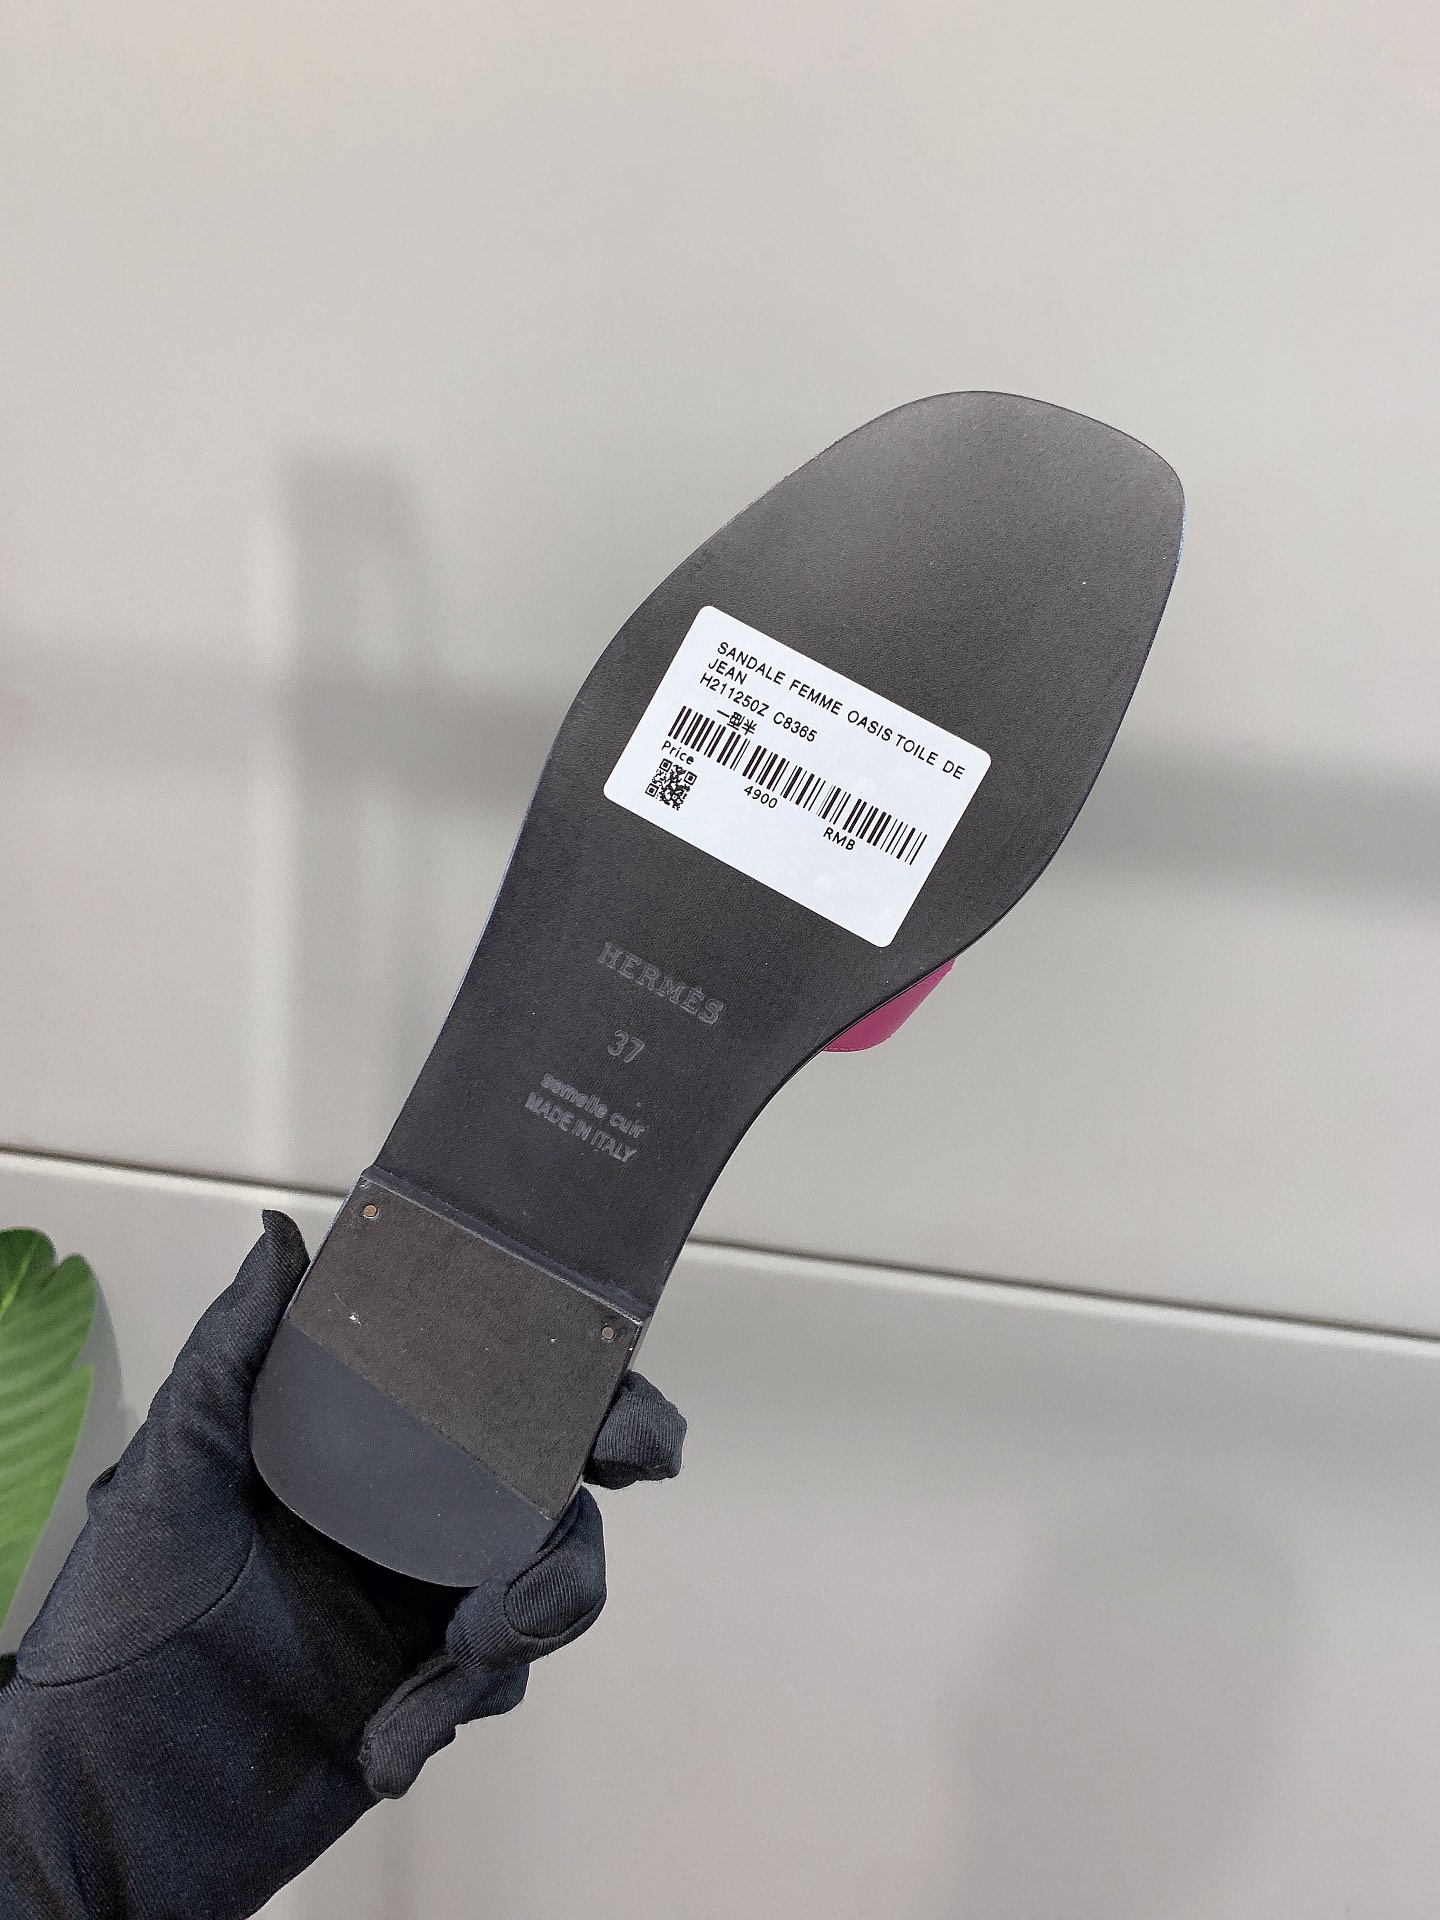 SANDALE FEMME OASIS TOILE DE
JEAN
H211250Z C8365
一型半
Price
4900
RMB
HERMÈS
37
semelle cuir
MADE IN ITALY